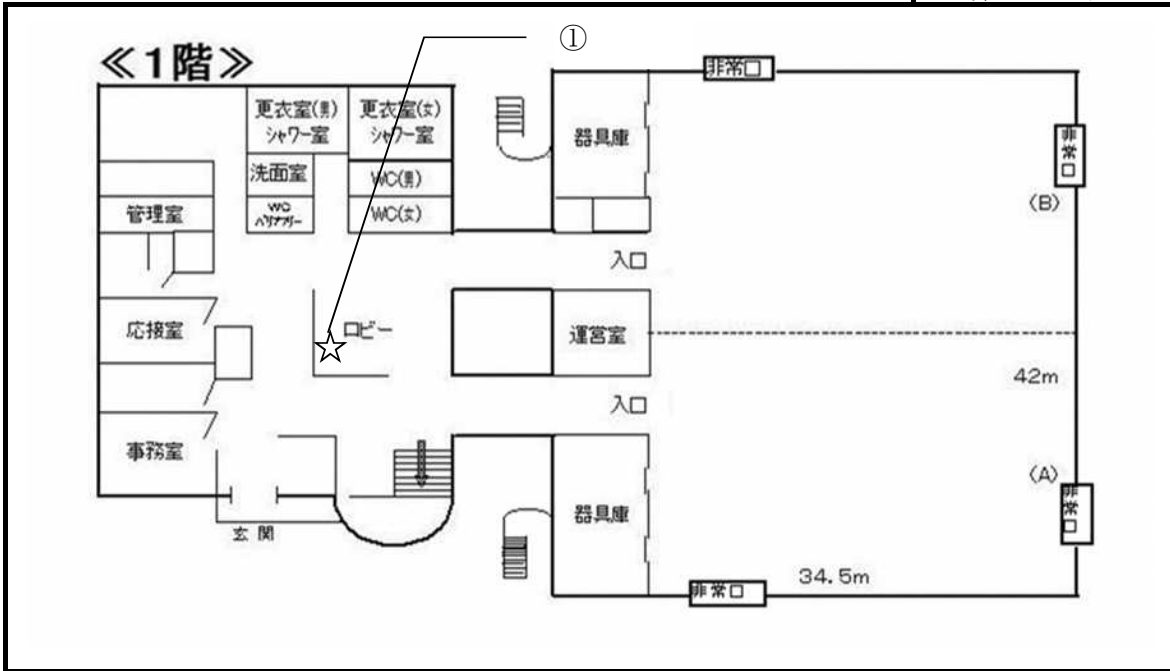 ①
≪1階≫
更衣室(男)
シャワー室
更衣室(女)
シャワー室
器具庫
非常口
非常口
洗面室
WC(男)
WC
バリアフリー
WC(女)
管理室
(B)
入口
応接室
ロビー
運営室
42m
入口
事務室
(A)
器具庫
非常口
玄関
34.5m
非常口